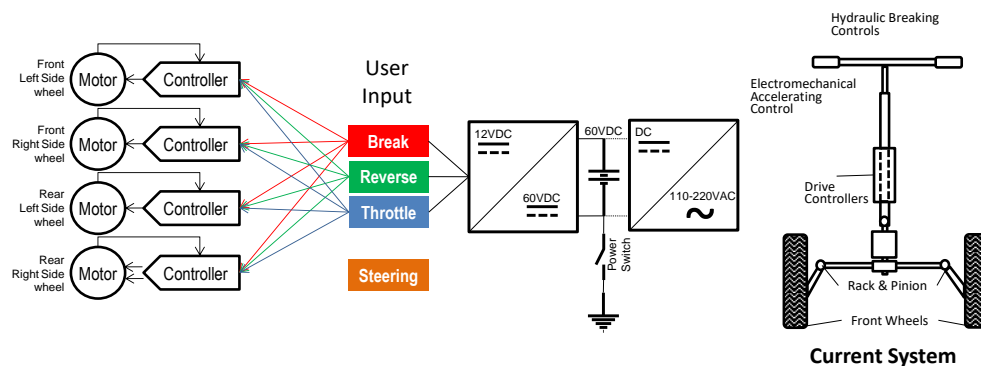 Front
Left Side
wheel
Motor
Controller
Front
Right Side
wheel
Motor
Controller
Rear
Left Side
wheel
Motor
Controller
Rear
Right Side
wheel
Motor
Controller
User
Input
Break
Reverse
Throttle
Steering
12VDC
60VDC
60VDC
DC
110-220VAC
Power
Switch
Hydraulic Breaking
Controls
Electromechanical
Accelerating
Control
Drive
Controllers
Rack & Pinion
Front Wheels
Current System